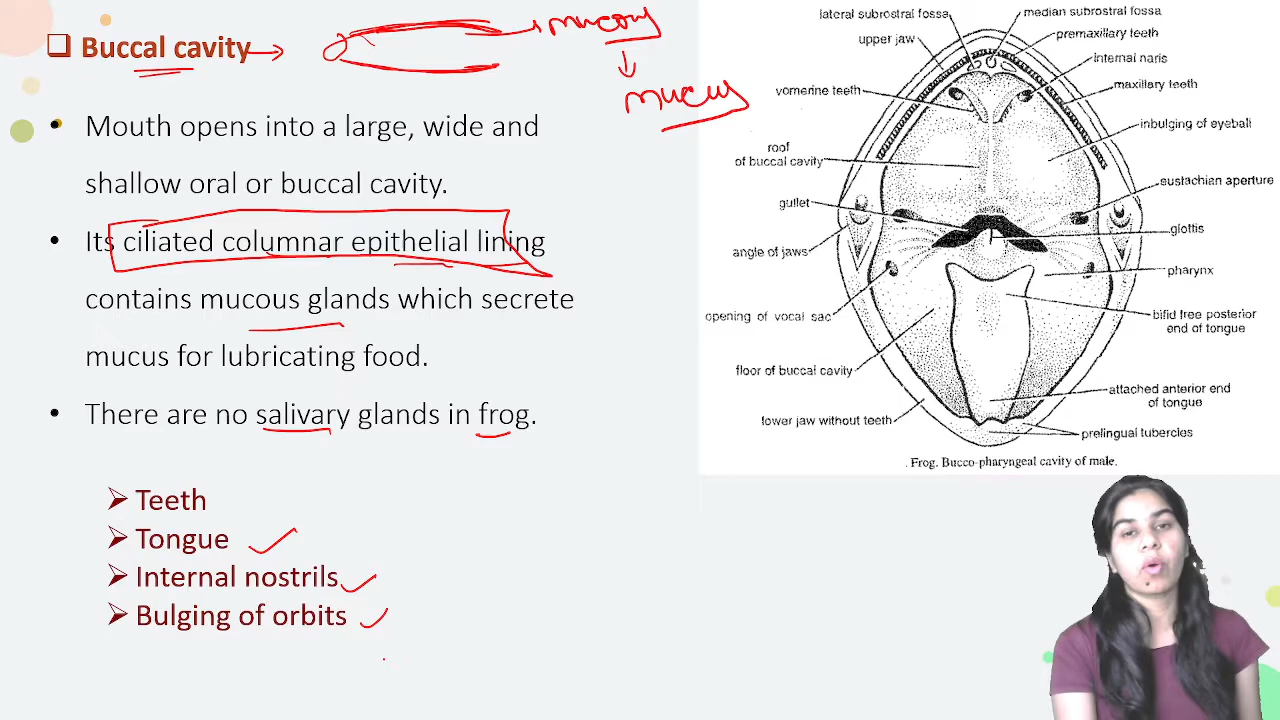 ❑ Buccal cavity
mucous
mucus
• Mouth opens into a large, wide and
shallow oral or buccal cavity.
• Its ciliated columnar epithelial lining
contains mucous glands which secrete
mucus for lubricating food.
• There are no salivary glands in frog.
➢ Teeth
➢ Tongue
➢ Internal nostrils
➢ Bulging of orbits
lateral subrostral fossa
median subrostral fossa
upper jaw
premaxillary teeth
internal naris
vomerine teeth
maxillary teeth
inbulging of eyeball
roof
of buccal cavity
eustachian aperture
gullet
glottis
angle of jaws
pharynx
opening of vocal sac
bifid free posterior
end of tongue
floor of buccal cavity
attached anterior end
of tongue
lower jaw without teeth
prelingual tubercles
. Frog. Bucco-pharyngeal cavity of male.